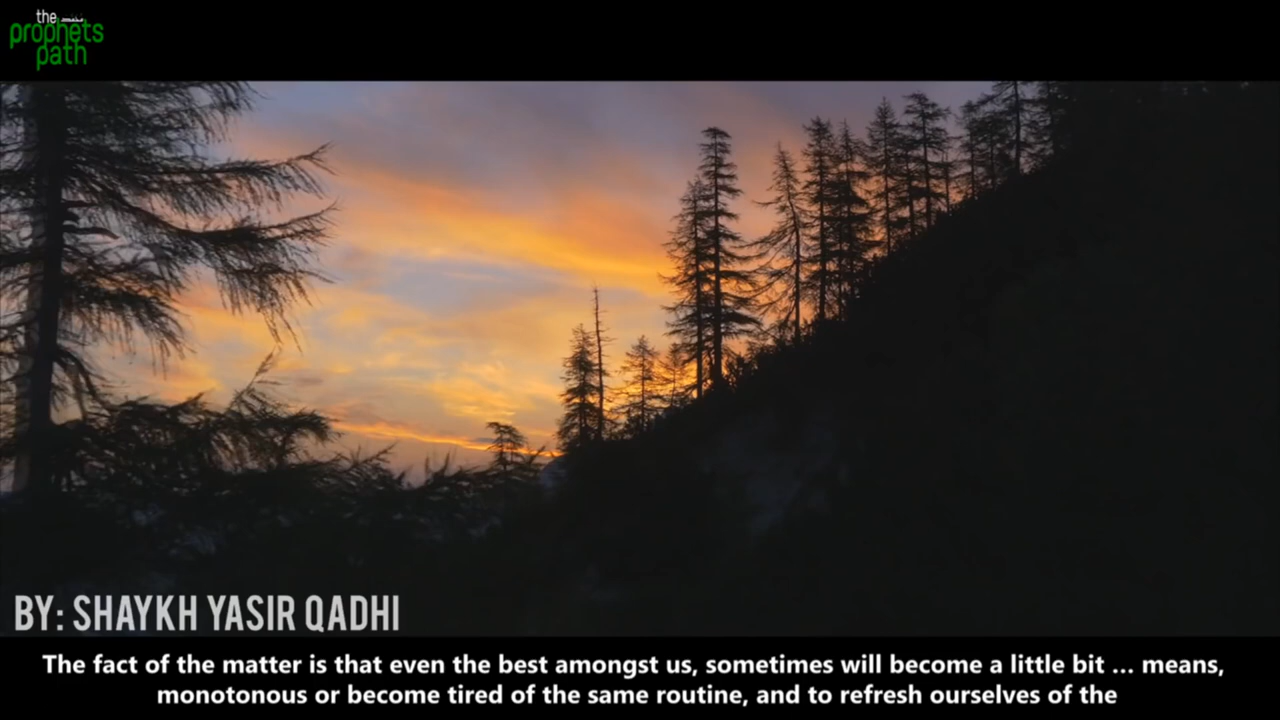 the
prophets
path
BY: SHAYKH YASIR QADHI
The fact of the matter is that even the best amongst us, sometimes will become a little bit ... means,
monotonous or become tired of the same routine, and to refresh ourselves of the